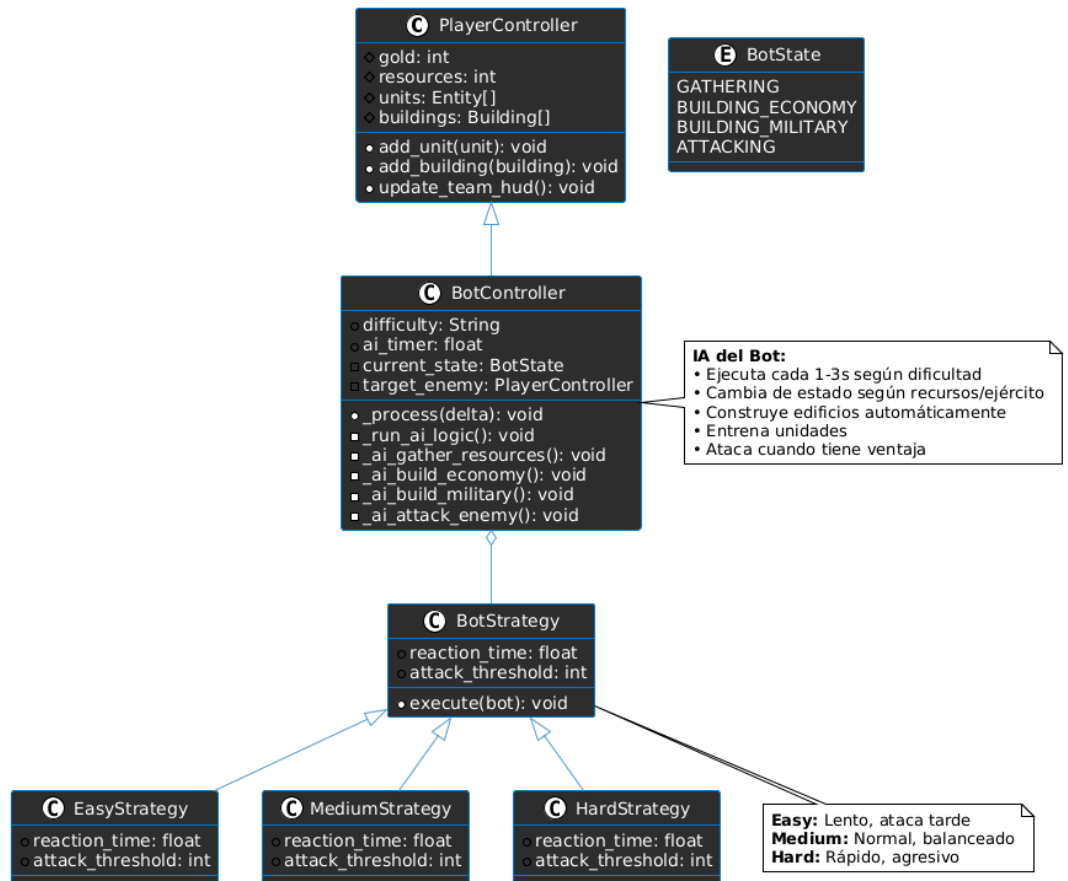 C PlayerController
gold: int
resources: int
units: Entity[]
buildings: Building[]
add_unit(unit): void
add_building(building): void
update_team_hud(): void
E BotState
GATHERING
BUILDING_ECONOMY
BUILDING_MILITARY
ATTACKING
C BotController
difficulty: String
ai_timer: float
current_state: BotState
target_enemy: PlayerController
_process(delta): void
_run_ai_logic(): void
_ai_gather_resources(): void
_ai_build_economy(): void
_ai_build_military(): void
_ai_attack_enemy(): void
IA del Bot:
• Ejecuta cada 1-3s según dificultad
• Cambia de estado según recursos/ejército
• Construye edificios automáticamente
• Entrena unidades
• Ataca cuando tiene ventaja
C BotStrategy
reaction_time: float
attack_threshold: int
execute(bot): void
C EasyStrategy
reaction_time: float
attack_threshold: int
C MediumStrategy
reaction_time: float
attack_threshold: int
C HardStrategy
reaction_time: float
attack_threshold: int
Easy: Lento, ataca tarde
Medium: Normal, balanceado
Hard: Rápido, agresivo